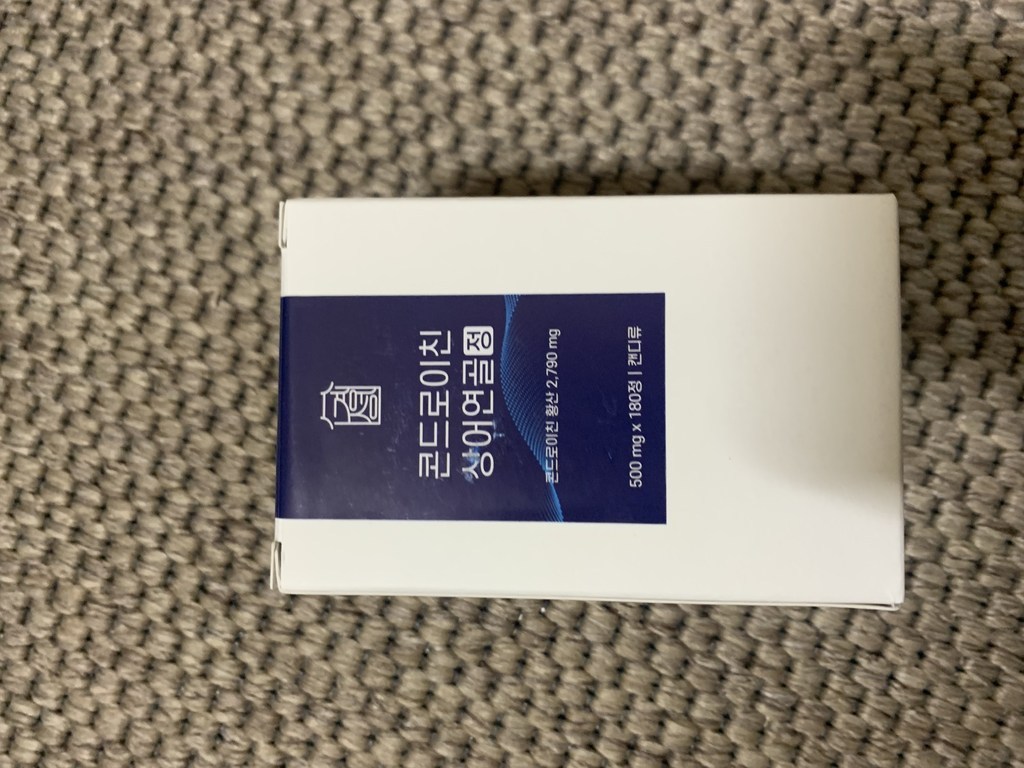 콘드로이친
상어연골정
콘드로이친 황산 2,790 mg
500 mg x 180정 | 캔디류